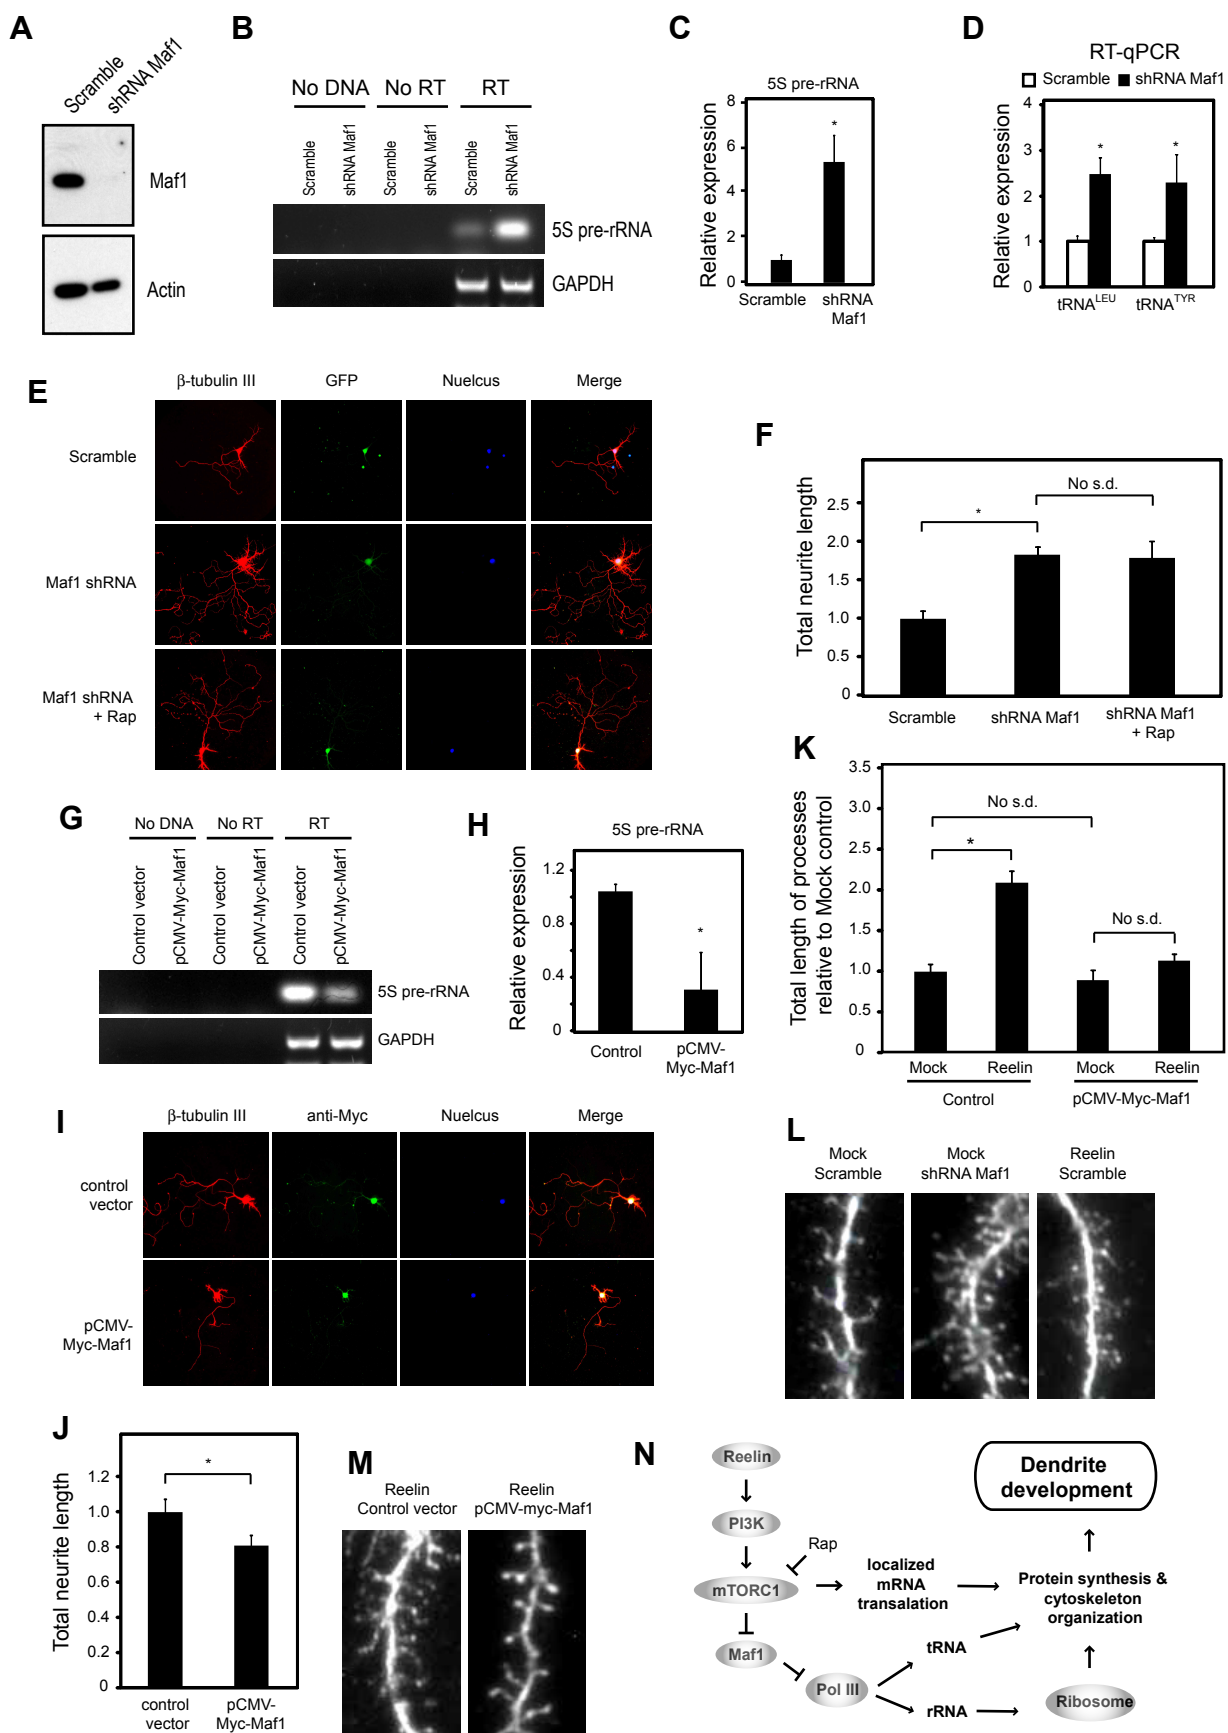 A
Scramble
shRNA Maf1
Maf1
Actin
B
No DNA
No RT
RT
Scramble
shRNA Maf1
Scramble
shRNA Maf1
Scramble
shRNA Maf1
5S pre-rRNA
GAPDH
C
5S pre-rRNA
Relative expression
8
6
4
2
0
*
Scramble
shRNA
Maf1
D
RT-qPCR
Scramble
shRNA Maf1
Relative expression
4
3
2
1
0
*
*
tRNA^LEU
tRNA^TYR
E
β-tubulin III
GFP
Nuelcus
Merge
Scramble
Maf1 shRNA
Maf1 shRNA
+ Rap
F
Total neurite length
2.5
2.0
1.5
1.0
0.5
0
*
No s.d.
Scramble
shRNA Maf1
shRNA Maf1
+ Rap
G
No DNA
No RT
RT
Control vector
pCMV-Myc-Maf1
Control vector
pCMV-Myc-Maf1
Control vector
pCMV-Myc-Maf1
5S pre-rRNA
GAPDH
H
5S pre-rRNA
Relative expression
1.2
0.8
0.4
0
*
Control
pCMV-
Myc-Maf1
K
Total length of processes
relative to Mock control
3.5
3.0
2.5
2.0
1.5
1.0
0.5
0
No s.d.
*
No s.d.
Mock
Reelin
Mock
Reelin
Control
pCMV-Myc-Maf1
I
β-tubulin III
anti-Myc
Nuelcus
Merge
control
vector
pCMV-
Myc-Maf1
L
Mock
Scramble
Mock
shRNA Maf1
Reelin
Scramble
J
Total neurite length
1.2
1.0
0.8
0.6
0.4
0.2
0
*
control
vector
pCMV-
Myc-Maf1
M
Reelin
Control vector
Reelin
pCMV-myc-Maf1
N
Reelin
PI3K
Rap
mTORC1
Maf1
Pol III
localized
mRNA
transalation
tRNA
rRNA
Ribosome
Protein synthesis &
cytoskeleton
organization
Dendrite
development